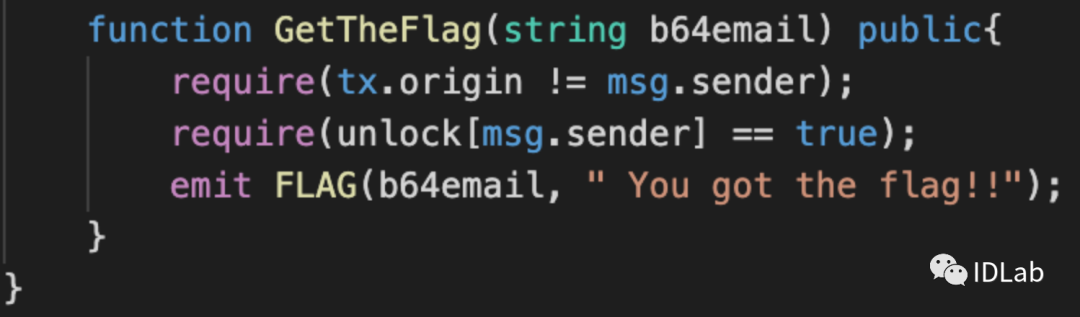 function GetTheFlag(string b64email) public{
require(tx.origin != msg.sender);
require(unlock[msg.sender] == true);
emit FLAG(b64email, " You got the flag!!");
}
}
IDLab